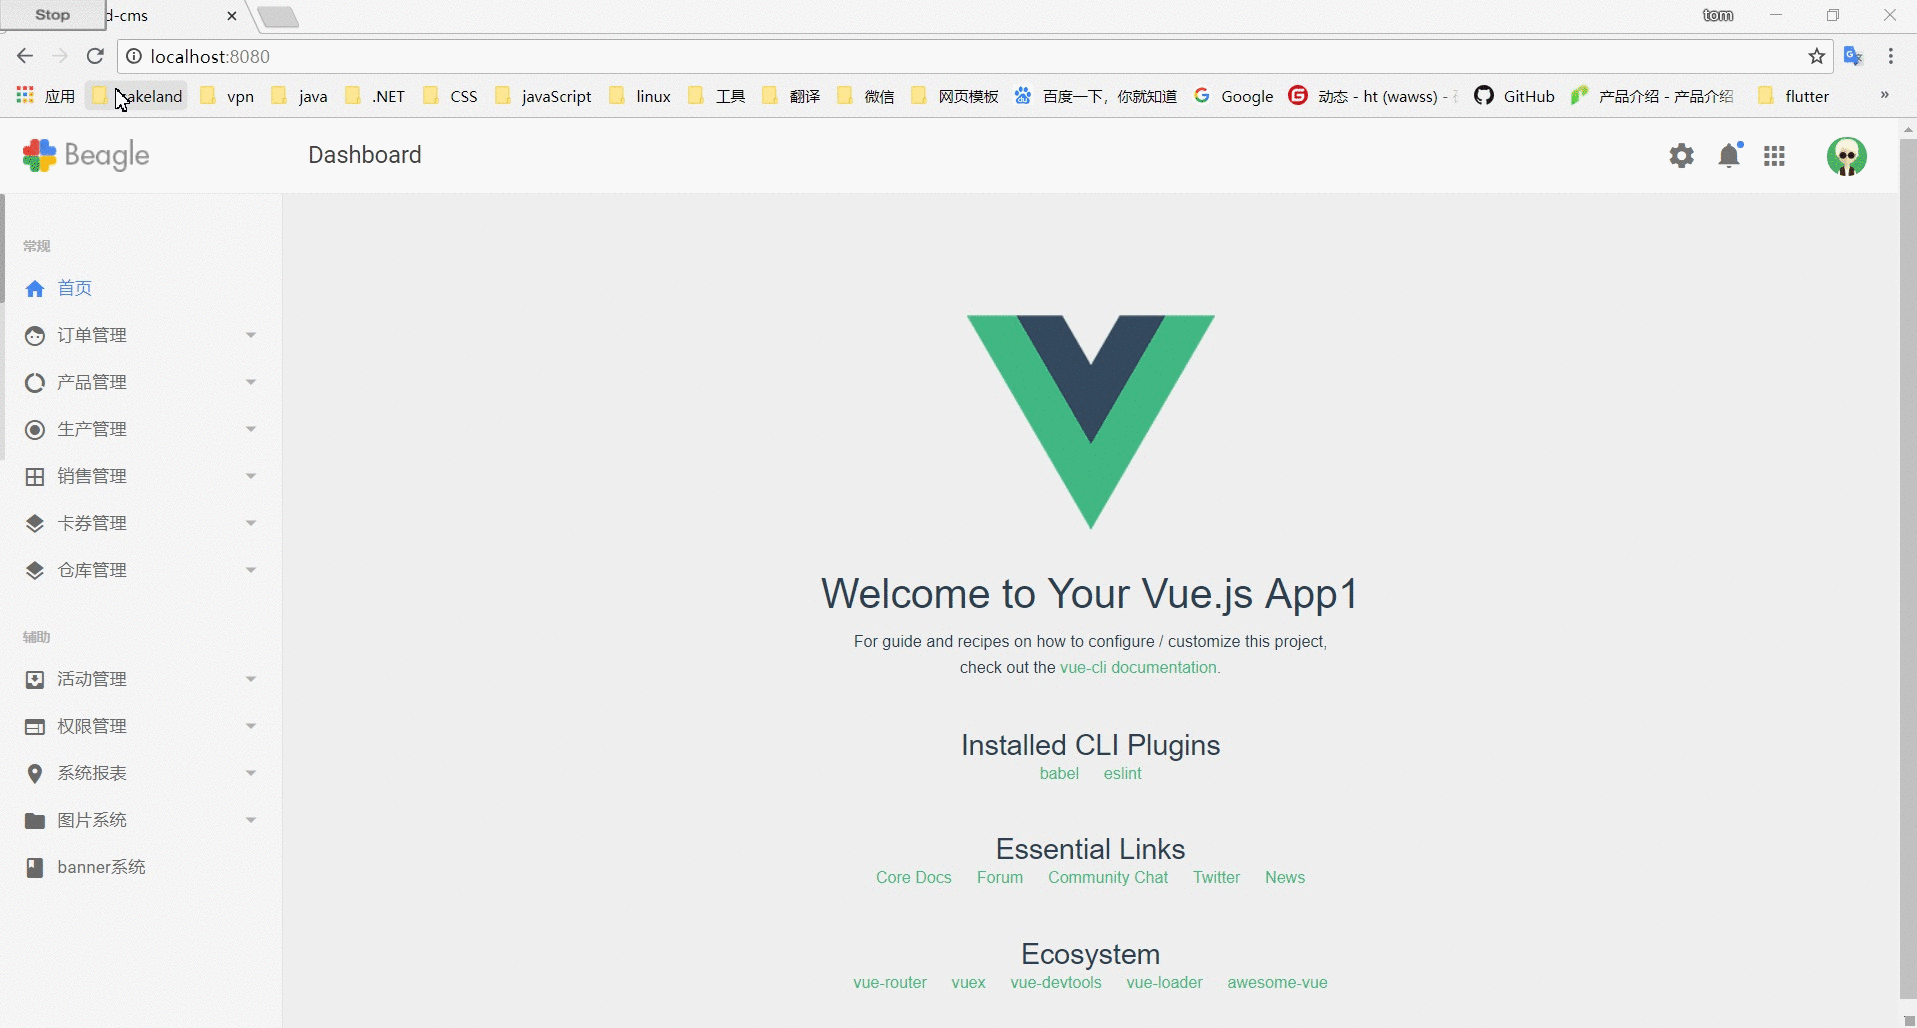 Stop d-cms tom
localhost:8080
应用 akeland vpn java .NET CSS javaScript linux 工具 翻译 微信 网页模板 百度一下，你就知道 Google 动态 - ht (wawss) - GitHub 产品介绍 - 产品介绍 flutter »
Beagle Dashboard
常规
首页
订单管理
产品管理
生产管理
销售管理
卡券管理
仓库管理
辅助
活动管理
权限管理
系统报表
图片系统
banner系统
Welcome to Your Vue.js App1
For guide and recipes on how to configure / customize this project,
check out the vue-cli documentation.
Installed CLI Plugins
babel eslint
Essential Links
Core Docs Forum Community Chat Twitter News
Ecosystem
vue-router vuex vue-devtools vue-loader awesome-vue